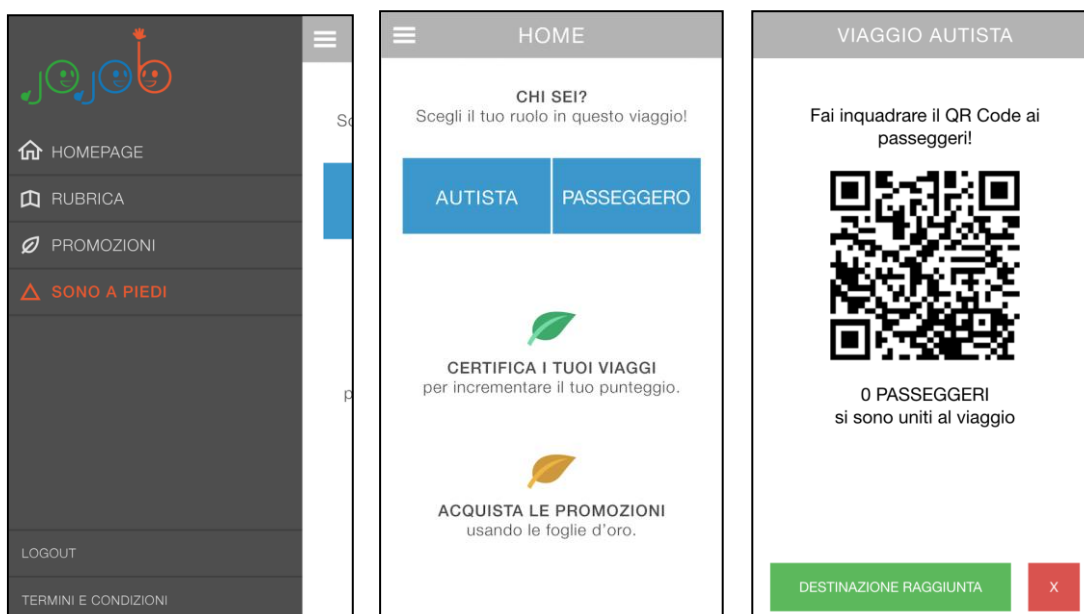 jojob
HOMEPAGE
RUBRICA
PROMOZIONI
SONO A PIEDI
LOGOUT
TERMINI E CONDIZIONI
Sc
p
HOME
CHI SEI?
Scegli il tuo ruolo in questo viaggio!
AUTISTA
PASSEGGERO
CERTIFICA I TUOI VIAGGI
per incrementare il tuo punteggio.
ACQUISTA LE PROMOZIONI
usando le foglie d'oro.
VIAGGIO AUTISTA
Fai inquadrare il QR Code ai
passeggeri!
0 PASSEGGERI
si sono uniti al viaggio
DESTINAZIONE RAGGIUNTA
X